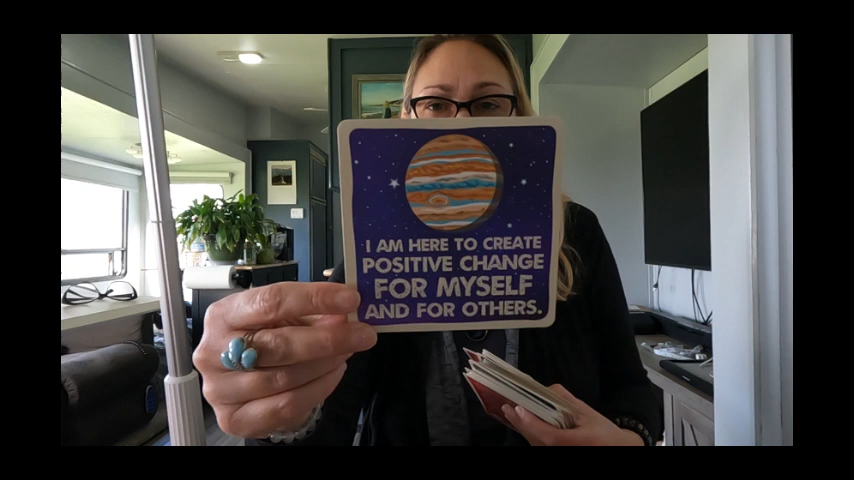 I AM HERE TO CREATE
POSITIVE CHANGE
FOR MYSELF
AND FOR OTHERS.